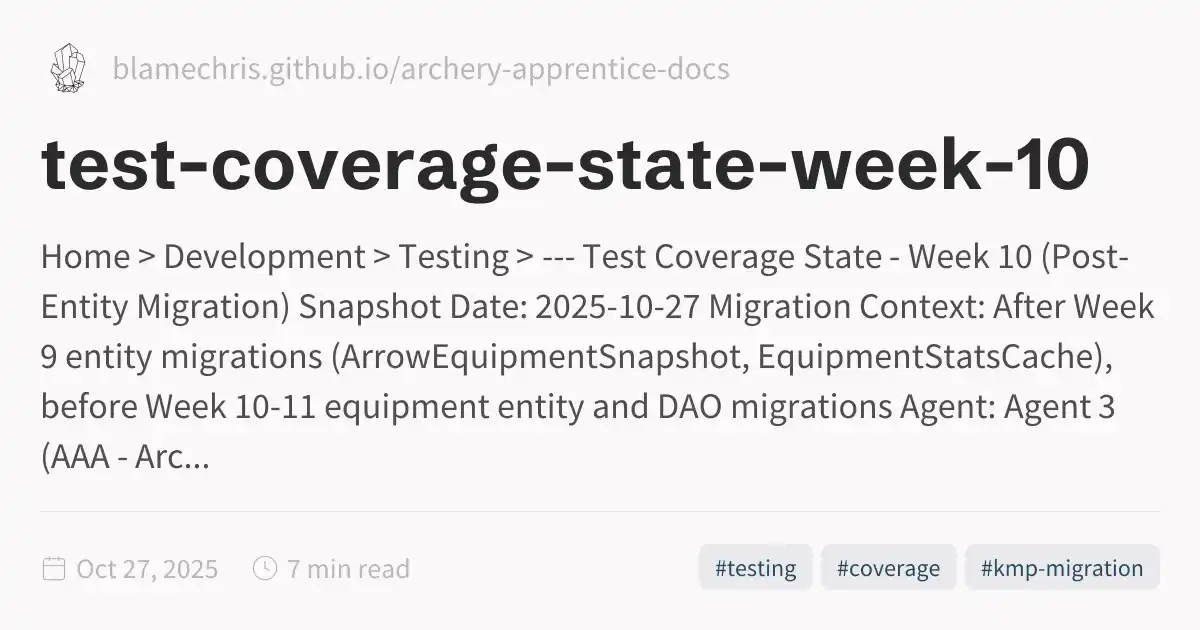 blamechris.github.io/archery-apprentice-docs
test-coverage-state-week-10
Home > Development > Testing > --- Test Coverage State - Week 10 (Post-
Entity Migration) Snapshot Date: 2025-10-27 Migration Context: After Week
9 entity migrations (ArrowEquipmentSnapshot, EquipmentStatsCache),
before Week 10-11 equipment entity and DAO migrations Agent: Agent 3
(AAA - Arc...
Oct 27, 2025 7 min read #testing #coverage #kmp-migration